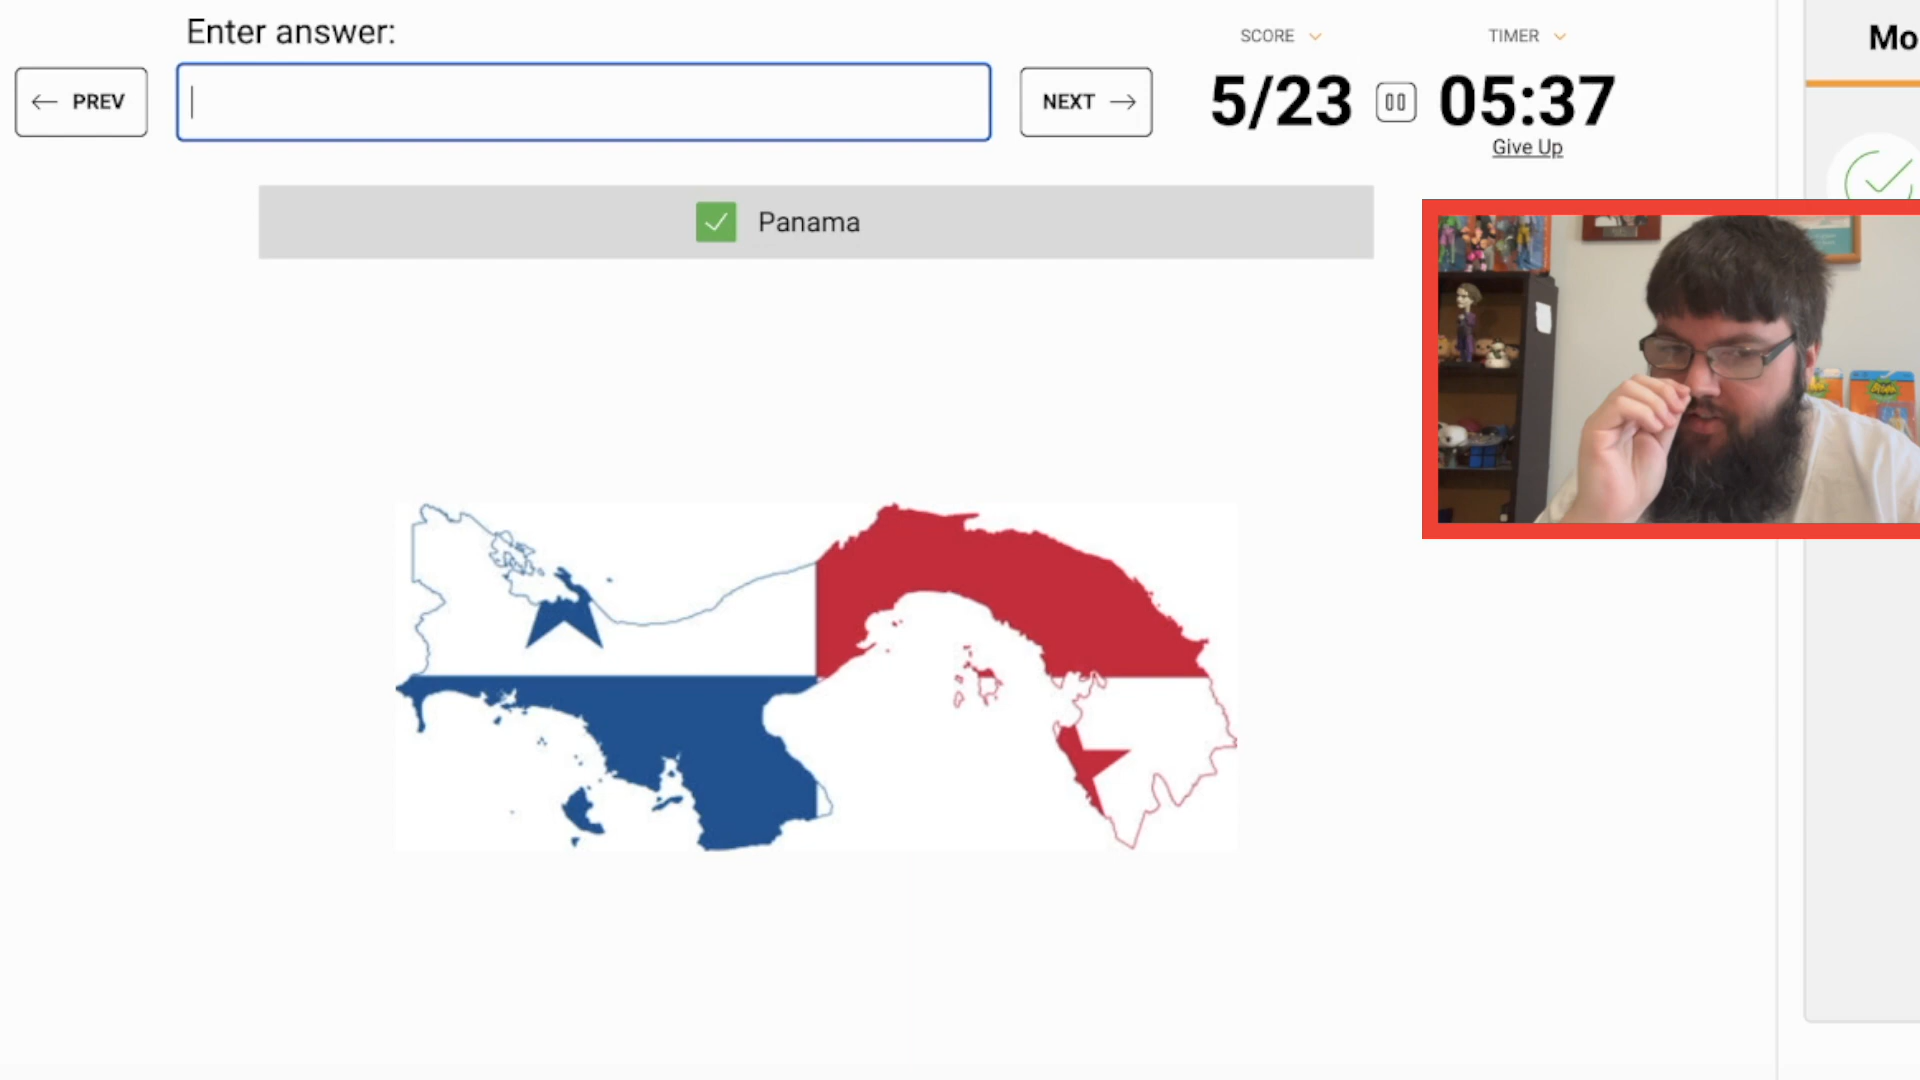 Enter answer:
SCORE
TIMER
Mo
PREV
NEXT
5/23
05:37
Give Up
Panama